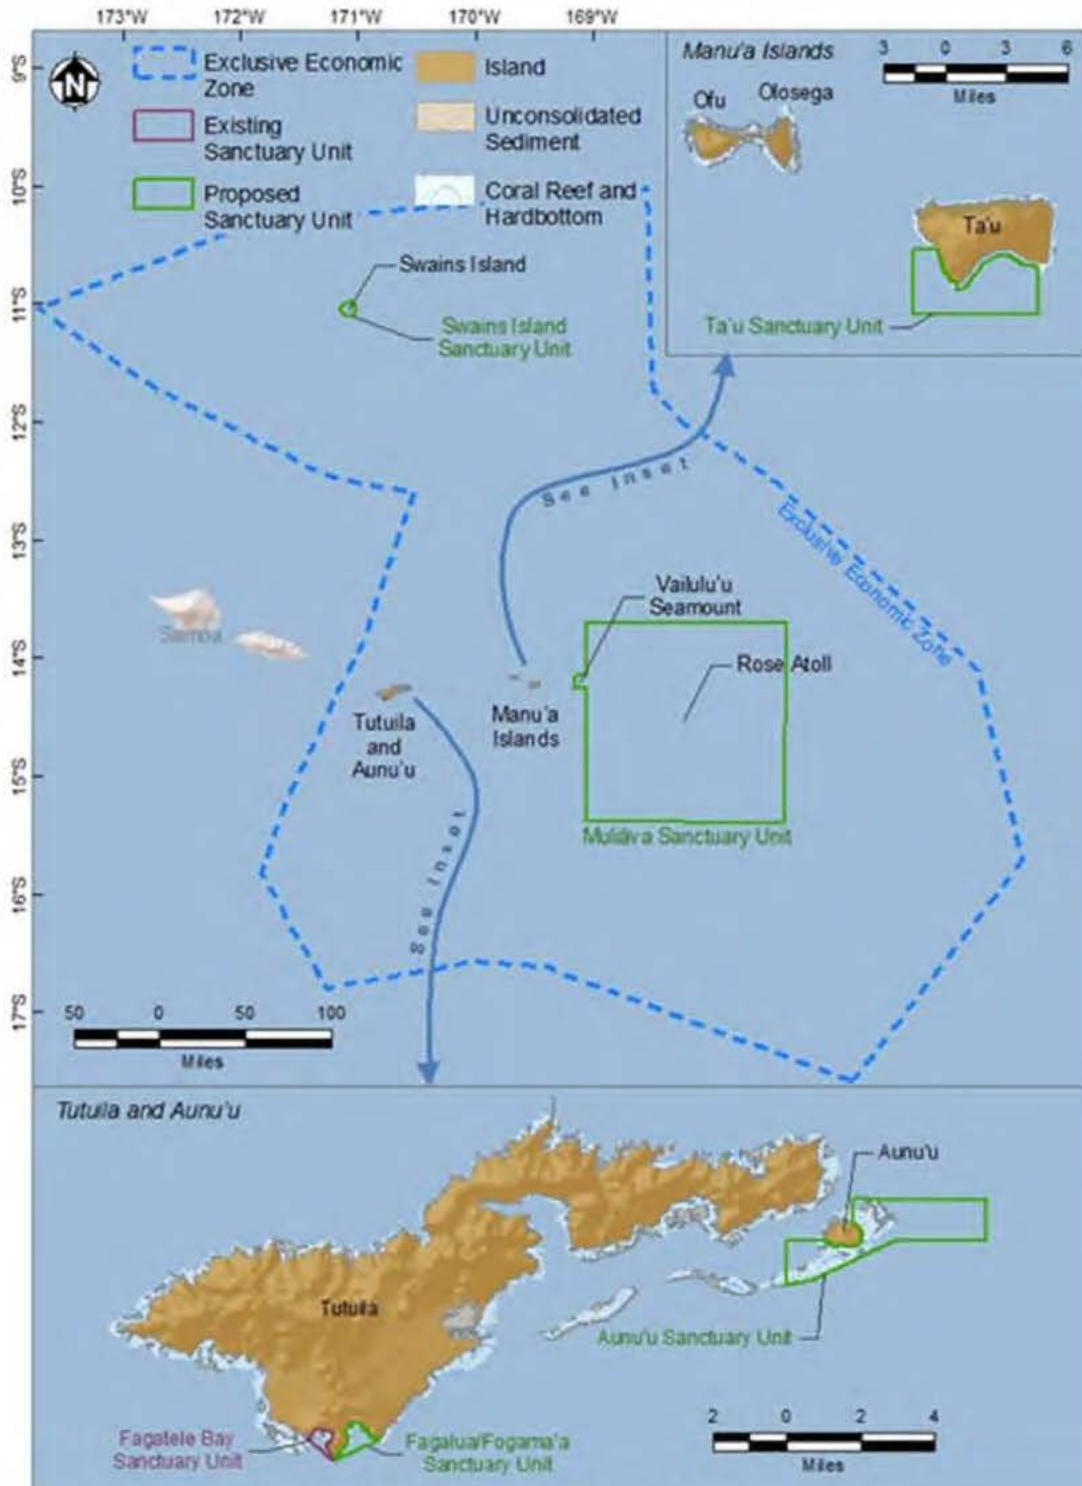 173°W 172°W 171°W 170°W 169°W
9°S
10°S
11°S
12°S
13°S
14°S
15°S
16°S
17°S
N
Exclusive Economic
Zone
Existing
Sanctuary Unit
Proposed
Sanctuary Unit
Island
Unconsolidated
Sediment
Coral Reef and
Hardbottom
Manu'a Islands
3 0 3 6
Miles
Ofu
Olosega
Ta'u
Ta'u Sanctuary Unit
Swains Island
Swains Island
Sanctuary Unit
See Inset
Exclusive Economic Zone
Vailulu'u
Seamount
Rose Atoll
Samoa
Tutuila
and
Aunu'u
Manu'a
Islands
Muliāva Sanctuary Unit
See Inset
50 0 50 100
Miles
Tutuila and Aunu'u
Aunu'u
Tutuila
Aunu'u Sanctuary Unit
Fagatele Bay
Sanctuary Unit
Fagalua/Fogama'a
Sanctuary Unit
2 0 2 4
Miles